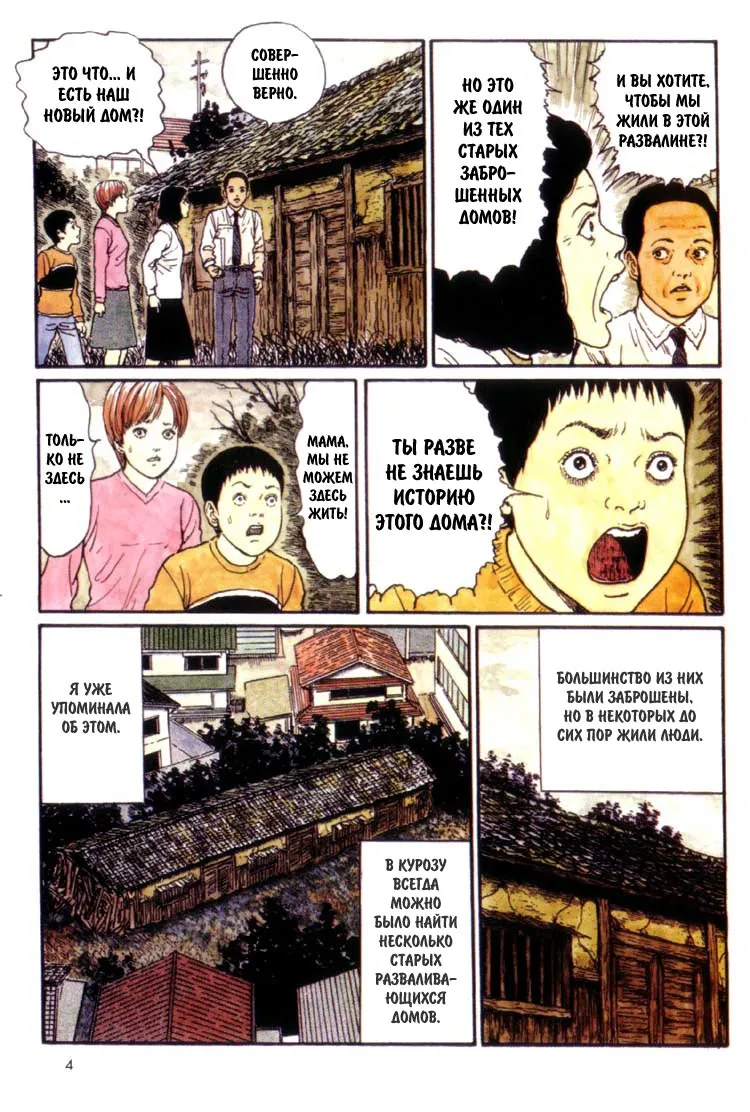 ЭТО ЧТО... И
ЕСТЬ НАШ
НОВЫЙ ДОМ?!
СОВЕР-
ШЕННО
ВЕРНО.
НО ЭТО
ЖЕ ОДИН
ИЗ ТЕХ
СТАРЫХ
ЗАБРО-
ШЕННЫХ
ДОМОВ!
И ВЫ ХОТИТЕ,
ЧТОБЫ МЫ
ЖИЛИ В ЭТОЙ
РАЗВАЛИНЕ?!
ТОЛЬ-
КО НЕ
ЗДЕСЬ
...
МАМА,
МЫ НЕ
МОЖЕМ
ЗДЕСЬ
ЖИТЬ!
ТЫ РАЗВЕ
НЕ ЗНАЕШЬ
ИСТОРИЮ
ЭТОГО ДОМА?!
Я УЖЕ
УПОМИНАЛА
ОБ ЭТОМ.
В КУРОЗУ
ВСЕГДА
МОЖНО
БЫЛО НАЙТИ
НЕСКОЛЬКО
СТАРЫХ
РАЗВАЛИВА-
ЮЩИХСЯ
ДОМОВ.
БОЛЬШИНСТВО ИЗ НИХ
БЫЛИ ЗАБРОШЕНЫ,
НО В НЕКОТОРЫХ ДО
СИХ ПОР ЖИЛИ ЛЮДИ.
4